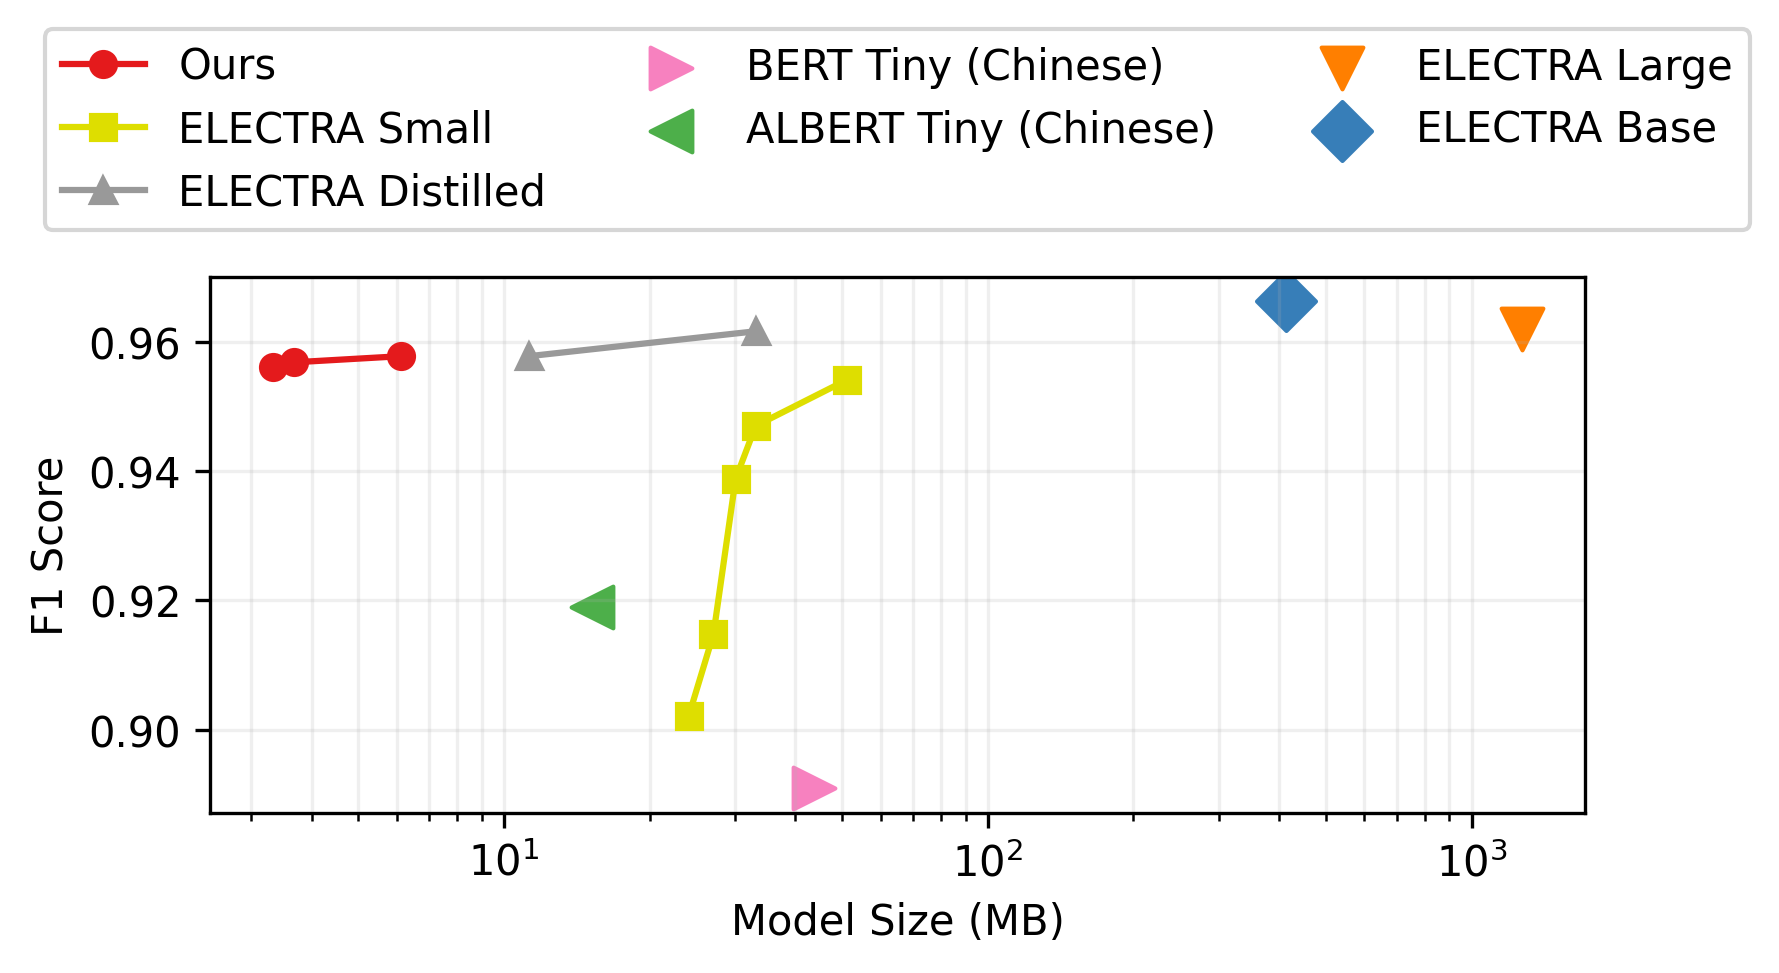 Ours
ELECTRA Small
ELECTRA Distilled
BERT Tiny (Chinese)
ALBERT Tiny (Chinese)
ELECTRA Large
ELECTRA Base
F1 Score
0.96
0.94
0.92
0.90
10¹ 10² 10³
Model Size (MB)